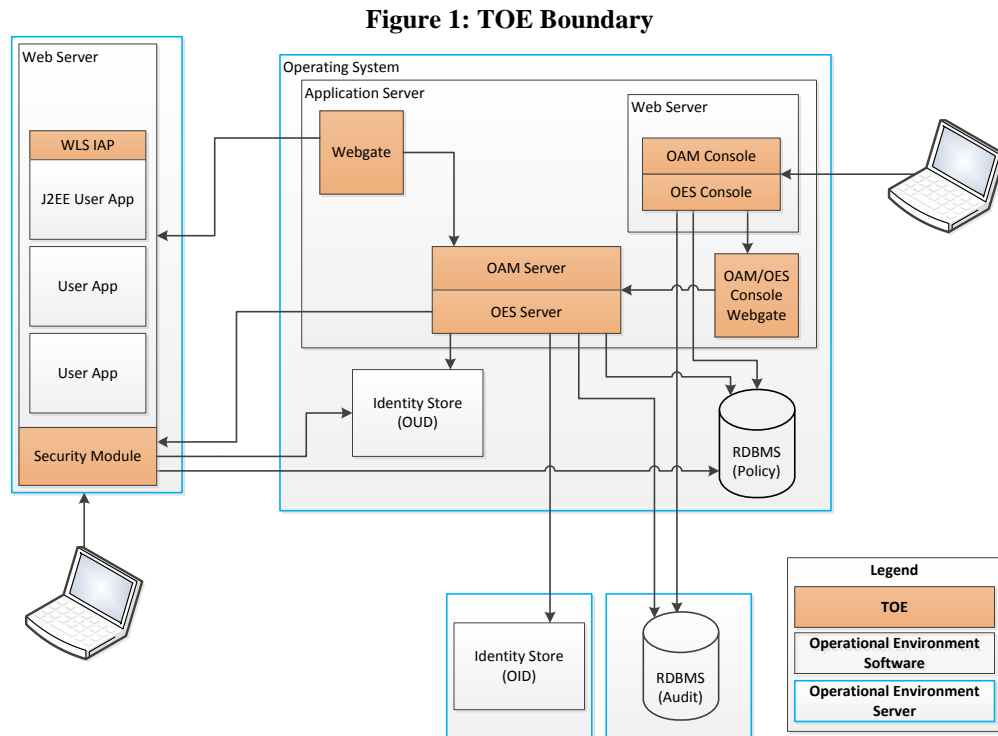 Figure 1: TOE Boundary
Web Server
WLS IAP
J2EE User App
User App
User App
Security Module
Operating System
Application Server
Webgate
Web Server
OAM Console
OES Console
OAM Server
OES Server
OAM/OES
Console
Webgate
Identity Store
(OUD)
RDBMS
(Policy)
Identity Store
(OID)
RDBMS
(Audit)
Legend
TOE
Operational Environment
Software
Operational Environment
Server